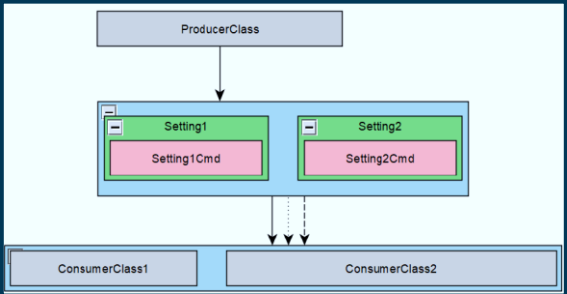 ProducerClass
Setting1
Setting2
Setting1Cmd
Setting2Cmd
ConsumerClass1
ConsumerClass2